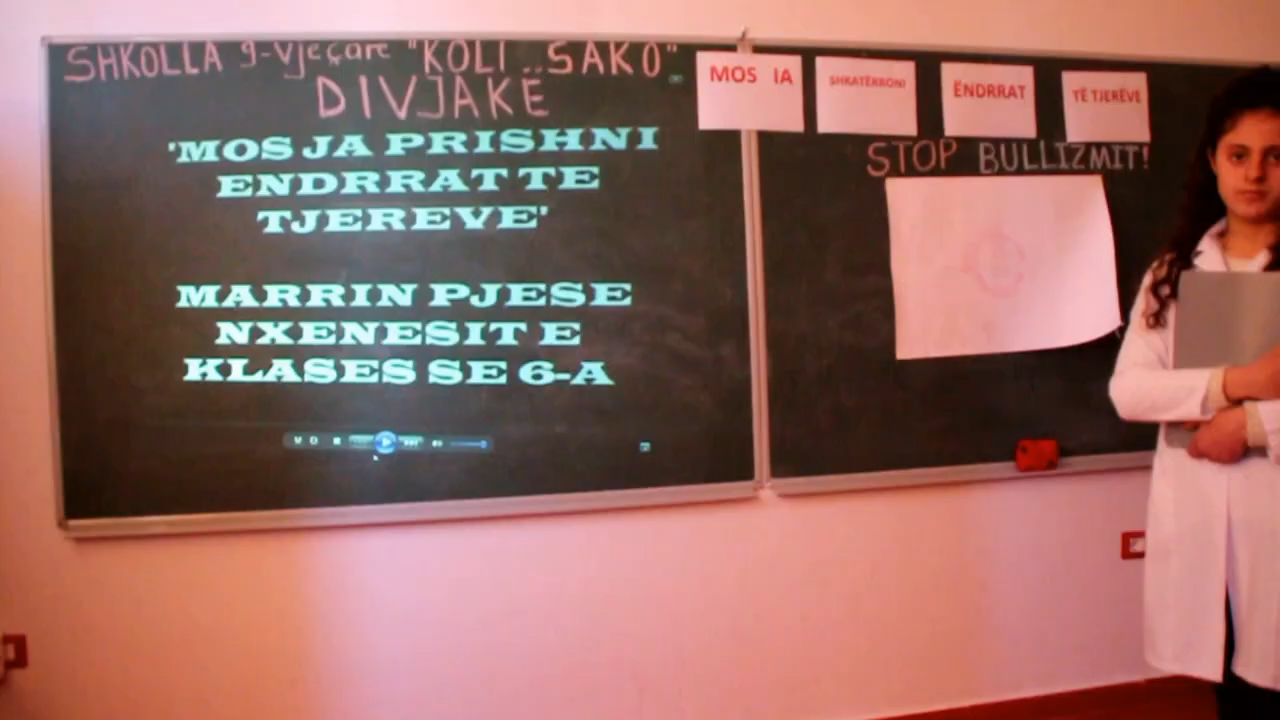 SHKOLLA 9-vjeçare "KOLI SAKO"
DIVJAKË
'MOS JA PRISHNI
ENDRRAT TE
TJEREVE'
MARRIN PJESE
NXENESIT E
KLASES SE 6-A
MOS IA
SHKATËRRONI
ËNDRRAT
TË TJERËVE
STOP BULLIZMIT!